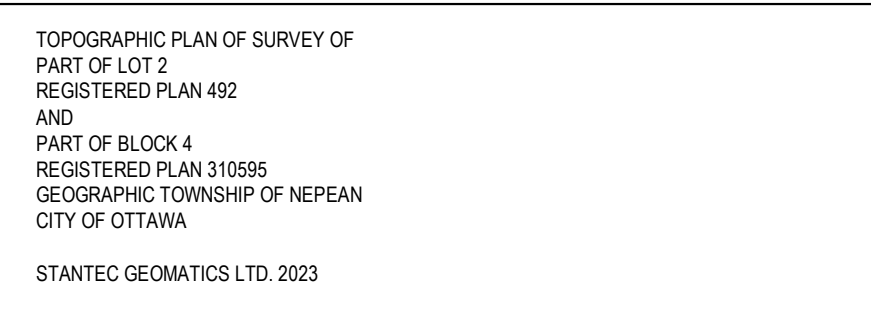 TOPOGRAPHIC PLAN OF SURVEY OF
PART OF LOT 2
REGISTERED PLAN 492
AND
PART OF BLOCK 4
REGISTERED PLAN 310595
GEOGRAPHIC TOWNSHIP OF NEPEAN
CITY OF OTTAWA
STANTEC GEOMATICS LTD. 2023